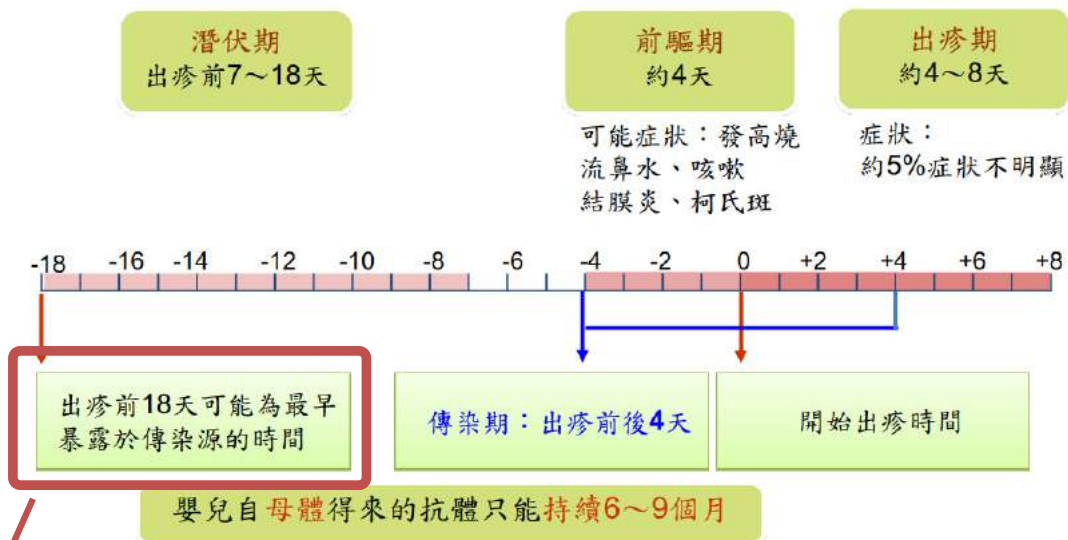 潛伏期
出疹前7～18天
前驅期
約4天
出疹期
約4～8天
可能症狀：發高燒
流鼻水、咳嗽
結膜炎、柯氏斑
症狀：
約5%症狀不明顯
-18 -16 -14 -12 -10 -8 -6 -4 -2 0 +2 +4 +6 +8
出疹前18天可能為最早
暴露於傳染源的時間
傳染期：出疹前後4天
開始出疹時間
嬰兒自母體得來的抗體只能持續6～9個月